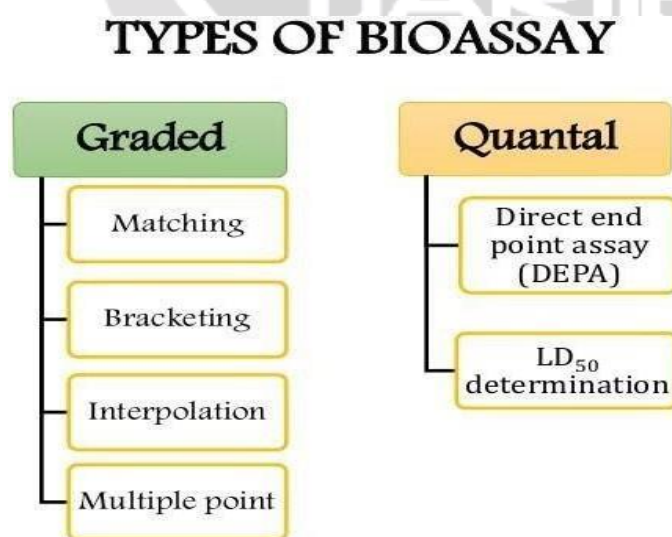 TYPES OF BIOASSAY
Graded
Matching
Bracketing
Interpolation
Multiple point
Quantal
Direct end
point assay
(DEPA)
LD₅₀
determination